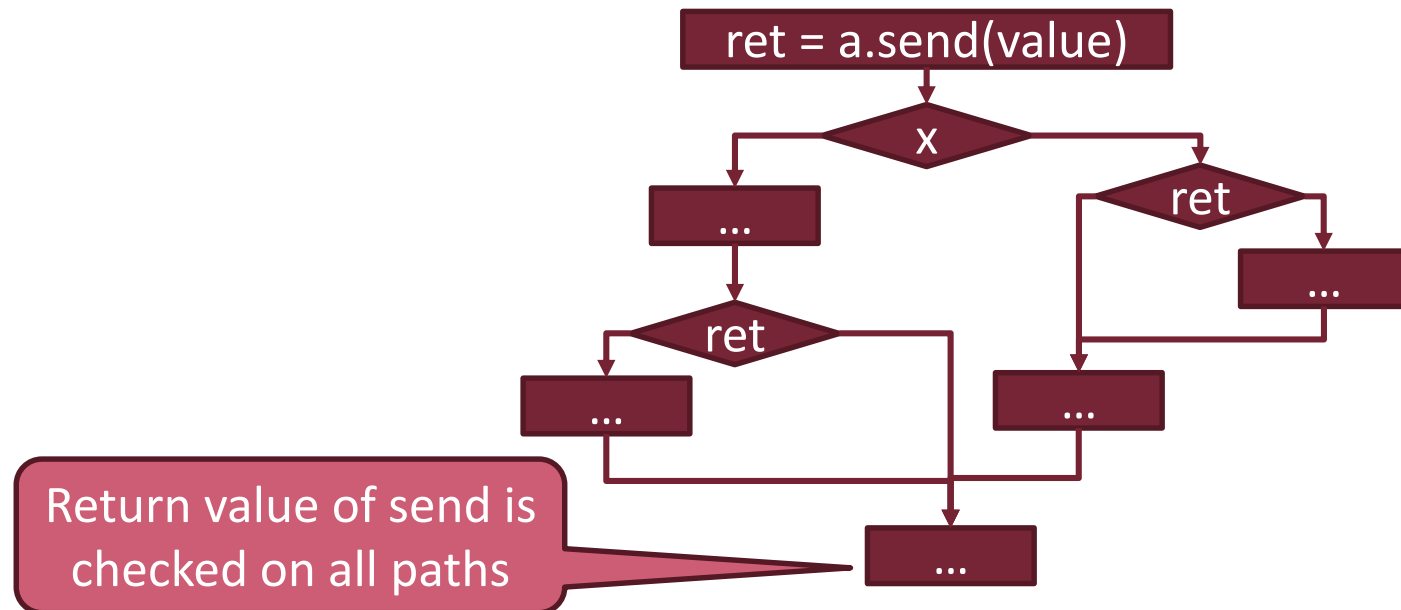 ret = a.send(value)
x
ret
...
...
ret
...
...
Return value of send is
checked on all paths
...